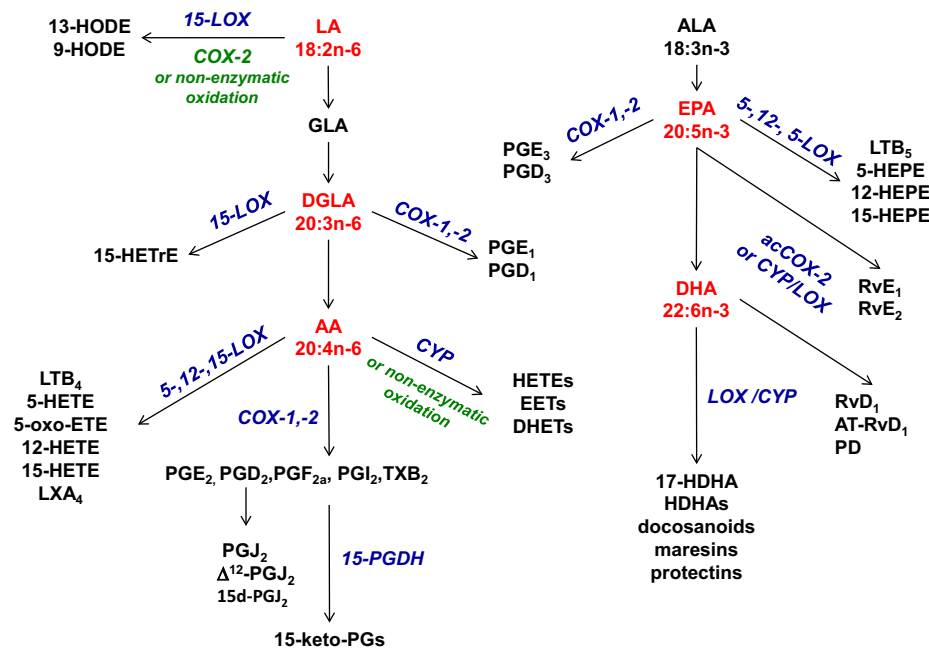 13-HODE
9-HODE
15-LOX
COX-2
or non-enzymatic
oxidation
LA
18:2n-6
GLA
15-LOX
DGLA
20:3n-6
COX-1,-2
15-HETrE
PGE₁
PGD₁
AA
20:4n-6
5-,12-,15-LOX
CYP
or non-enzymatic
oxidation
LTB₄
5-HETE
5-oxo-ETE
12-HETE
15-HETE
LXA₄
COX-1,-2
HETEs
EETs
DHETs
PGE₂, PGD₂,PGF₂ₐ, PGI₂,TXB₂
PGJ₂
Δ¹²-PGJ₂
15d-PGJ₂
15-PGDH
15-keto-PGs
ALA
18:3n-3
EPA
20:5n-3
COX-1,-2
5-,12-, 5-LOX
PGE₃
PGD₃
LTB₅
5-HEPE
12-HEPE
15-HEPE
acCOX-2
or CYP/LOX
RvE₁
RvE₂
DHA
22:6n-3
LOX /CYP
RvD₁
AT-RvD₁
PD
17-HDHA
HDHAs
docosanoids
maresins
protectins